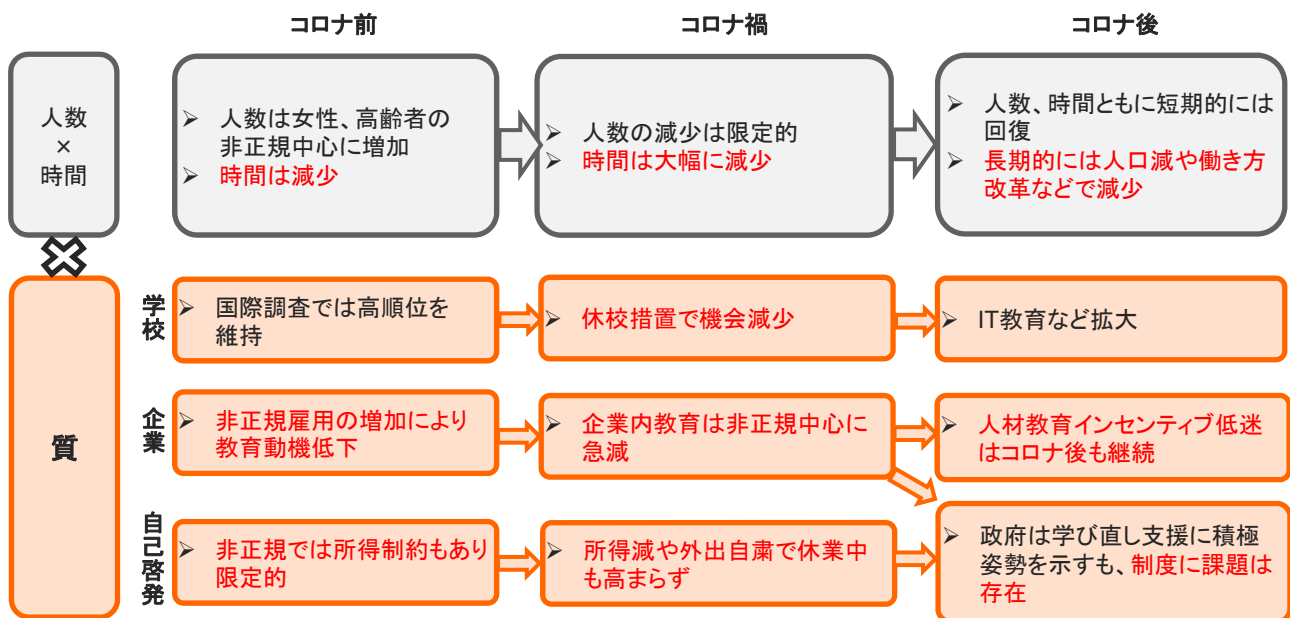 コロナ前
コロナ禍
コロナ後
人数
×
時間
➢ 人数は女性、高齢者の
非正規中心に増加
➢ 時間は減少
➢ 人数の減少は限定的
➢ 時間は大幅に減少
➢ 人数、時間ともに短期的には
回復
➢ 長期的には人口減や働き方
改革などで減少
質
学校
➢ 国際調査では高順位を
維持
➢ 休校措置で機会減少
➢ IT教育など拡大
企業
➢ 非正規雇用の増加により
教育動機低下
➢ 企業内教育は非正規中心に
急減
➢ 人材教育インセンティブ低迷
はコロナ後も継続
自己啓発
➢ 非正規では所得制約もあり
限定的
➢ 所得減や外出自粛で休業中
も高まらず
➢ 政府は学び直し支援に積極
姿勢を示すも、制度に課題は
存在